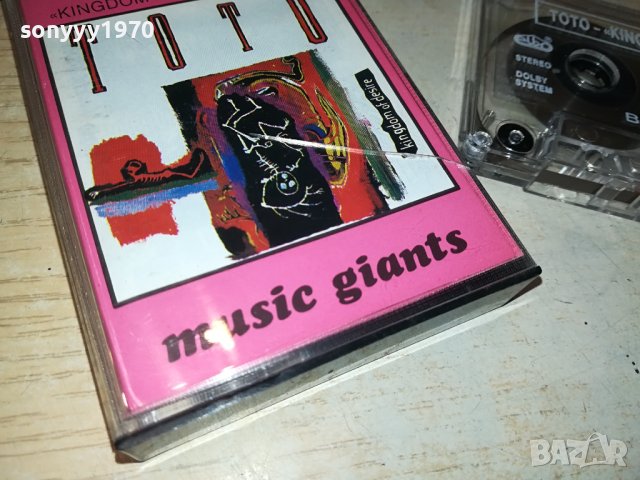 sonyyy1970
«KINGDOM
TOTO
kingdom of desire
music giants
TOTO - «KING
STEREO
DOLBY
SYSTEM
B
BAZAR